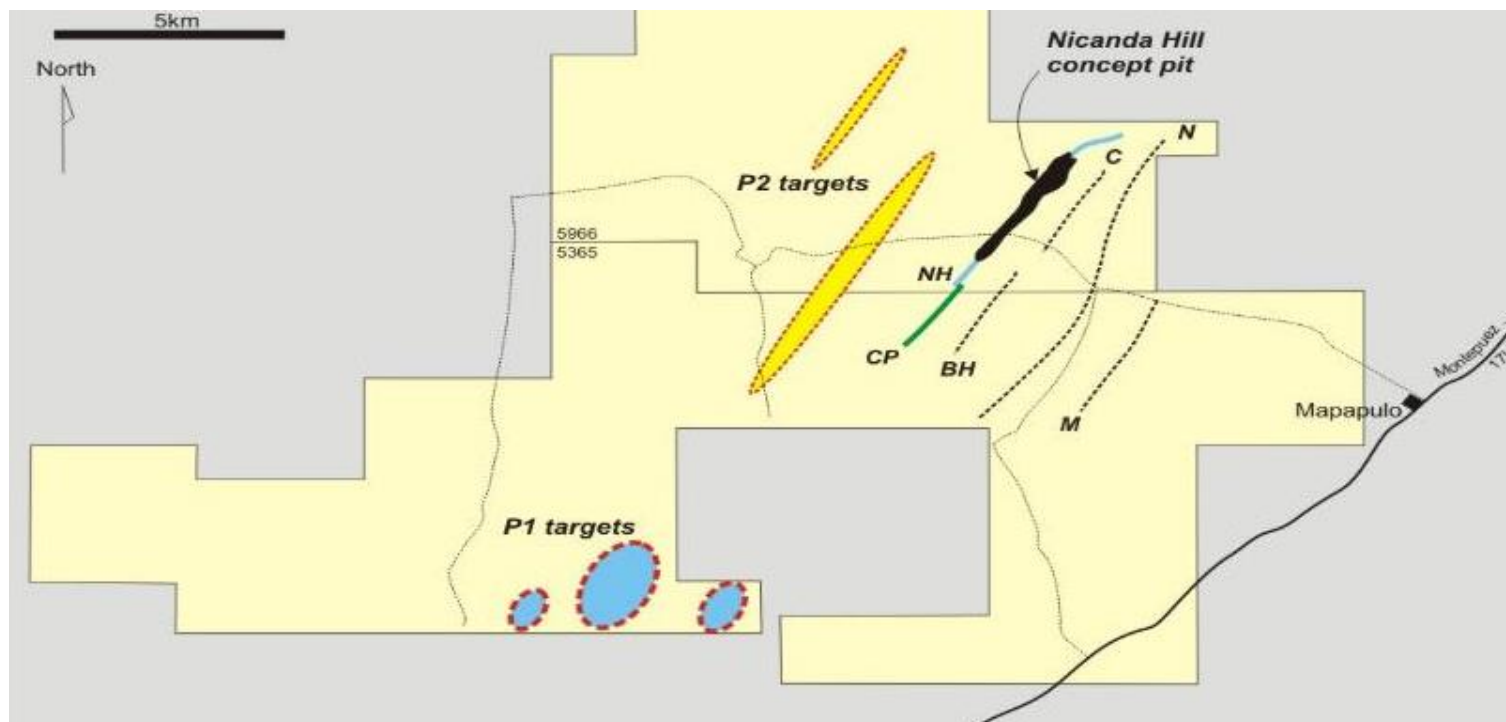 5km
North
Nicanda Hill
concept pit
N
C
P2 targets
5966
5365
NH
CP
BH
M
Montepuez
Mapapulo
P1 targets